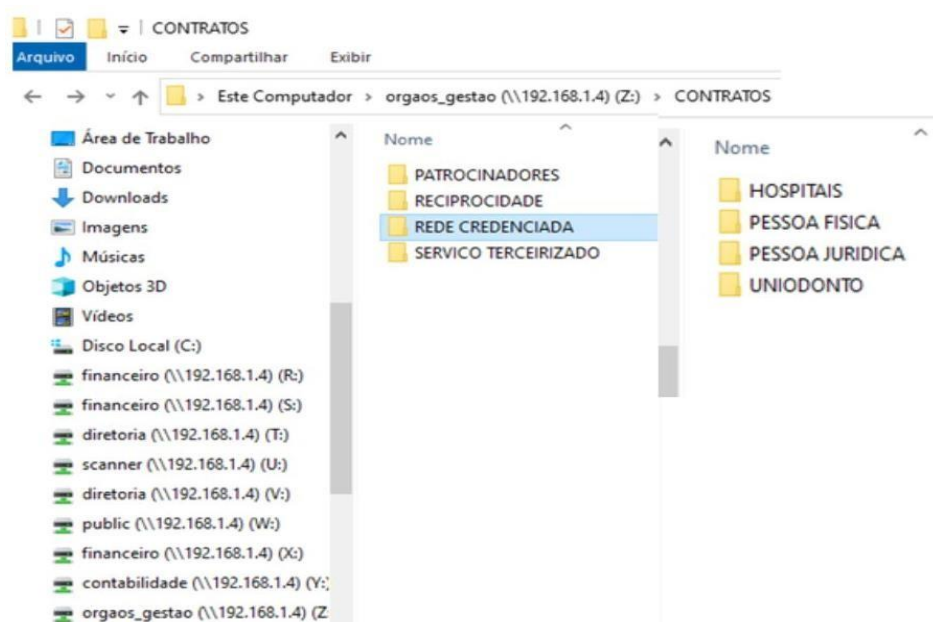 CONTRATOS
Arquivo Início Compartilhar Exibir
Este Computador > orgaos_gestao (\\192.168.1.4) (Z:) > CONTRATOS
Área de Trabalho
Documentos
Downloads
Imagens
Músicas
Objetos 3D
Vídeos
Disco Local (C:)
financeiro (\\192.168.1.4) (R:)
financeiro (\\192.168.1.4) (S:)
diretoria (\\192.168.1.4) (T:)
scanner (\\192.168.1.4) (U:)
diretoria (\\192.168.1.4) (V:)
public (\\192.168.1.4) (W:)
financeiro (\\192.168.1.4) (X:)
contabilidade (\\192.168.1.4) (Y:)
orgaos_gestao (\\192.168.1.4) (Z
Nome
PATROCINADORES
RECIPROCIDADE
REDE CREDENCIADA
SERVICO TERCEIRIZADO
Nome
HOSPITAIS
PESSOA FISICA
PESSOA JURIDICA
UNIODONTO